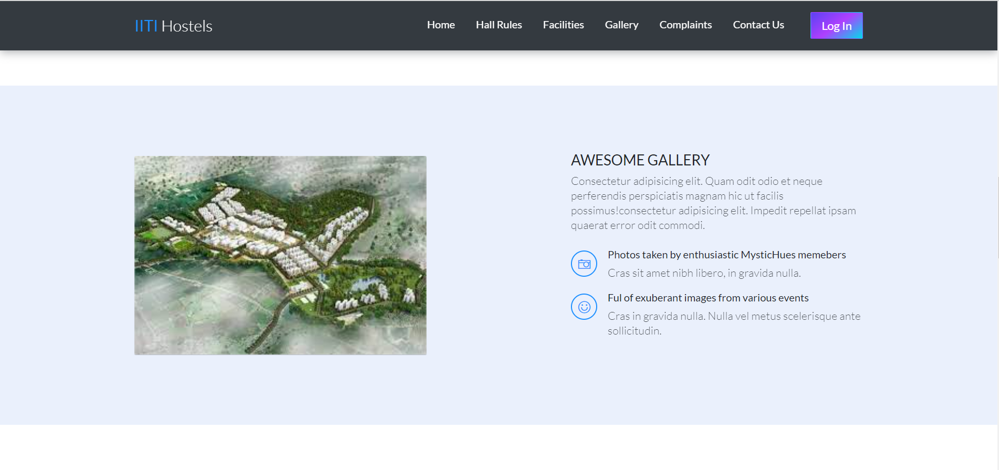 IITI Hostels
Home Hall Rules Facilities Gallery Complaints Contact Us Log In
AWESOME GALLERY
Consectetur adipisicing elit. Quam odit odio et neque
perferendis perspiciatis magnam hic ut facilis
possimus!consectetur adipisicing elit. Impedit repellat ipsam
quaerat error odit commodi.
Photos taken by enthusiastic MysticHues memebers
Cras sit amet nibh libero, in gravida nulla.
Ful of exuberant images from various events
Cras in gravida nulla. Nulla vel metus scelerisque ante
sollicitudin.